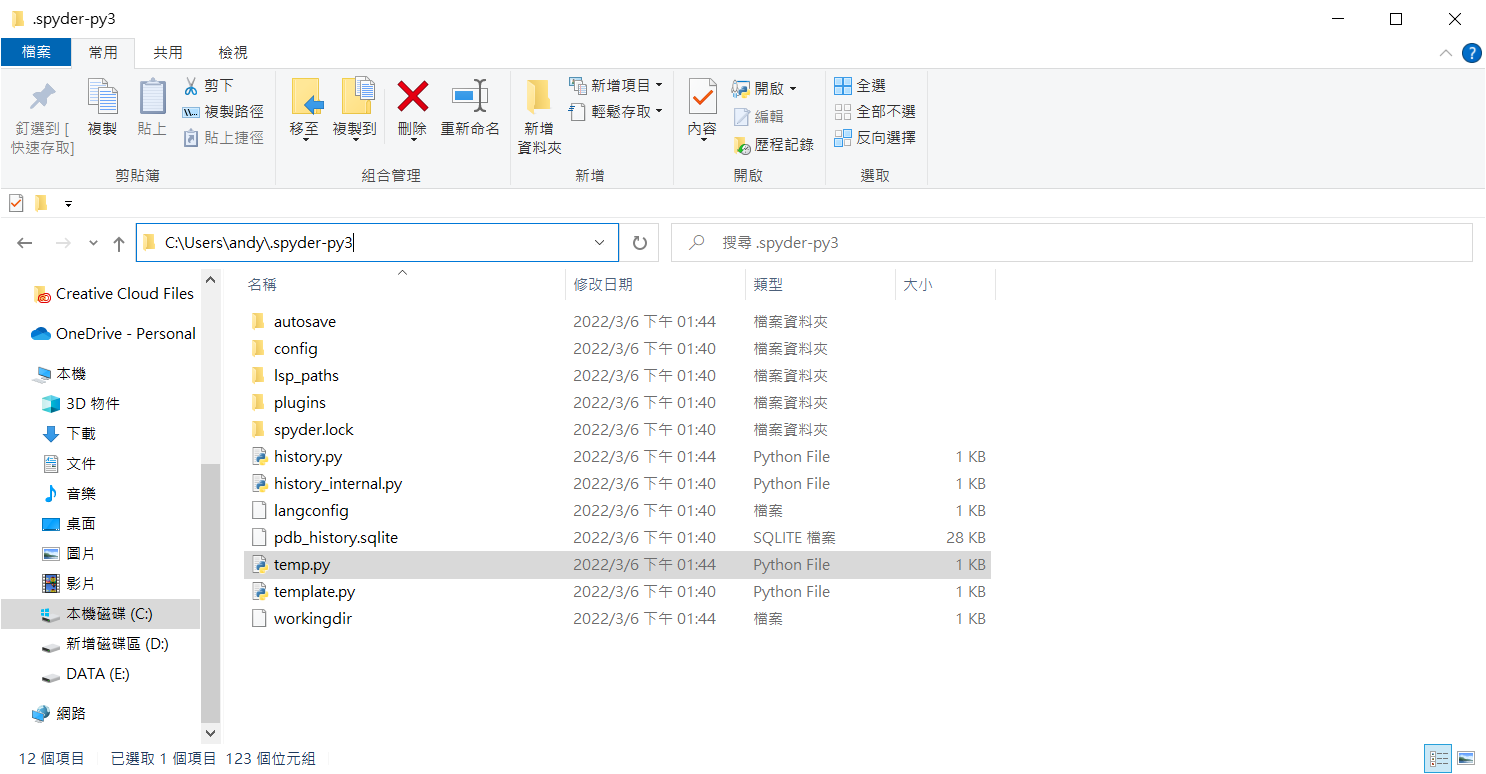 .spyder-py3
檔案 常用 共用 檢視
釘選到 [快速存取]
複製
貼上
剪下
複製路徑
貼上捷徑
剪貼簿
移至
複製到
刪除
重新命名
組合管理
新增資料夾
新增項目
輕鬆存取
新增
內容
開啟
編輯
歷程記錄
開啟
全選
全部不選
反向選擇
選取
C:\Users\andy\.spyder-py3
搜尋 .spyder-py3
Creative Cloud Files
OneDrive - Personal
本機
3D 物件
下載
文件
音樂
桌面
圖片
影片
本機磁碟 (C:)
新增磁碟區 (D:)
DATA (E:)
網路
名稱 修改日期 類型 大小
autosave 2022/3/6 下午 01:44 檔案資料夾
config 2022/3/6 下午 01:40 檔案資料夾
lsp_paths 2022/3/6 下午 01:40 檔案資料夾
plugins 2022/3/6 下午 01:40 檔案資料夾
spyder.lock 2022/3/6 下午 01:40 檔案資料夾
history.py 2022/3/6 下午 01:44 Python File 1 KB
history_internal.py 2022/3/6 下午 01:40 Python File 1 KB
langconfig 2022/3/6 下午 01:40 檔案 1 KB
pdb_history.sqlite 2022/3/6 下午 01:40 SQLITE 檔案 28 KB
temp.py 2022/3/6 下午 01:44 Python File 1 KB
template.py 2022/3/6 下午 01:40 Python File 1 KB
workingdir 2022/3/6 下午 01:44 檔案 1 KB
12 個項目 已選取 1 個項目 123 個位元組